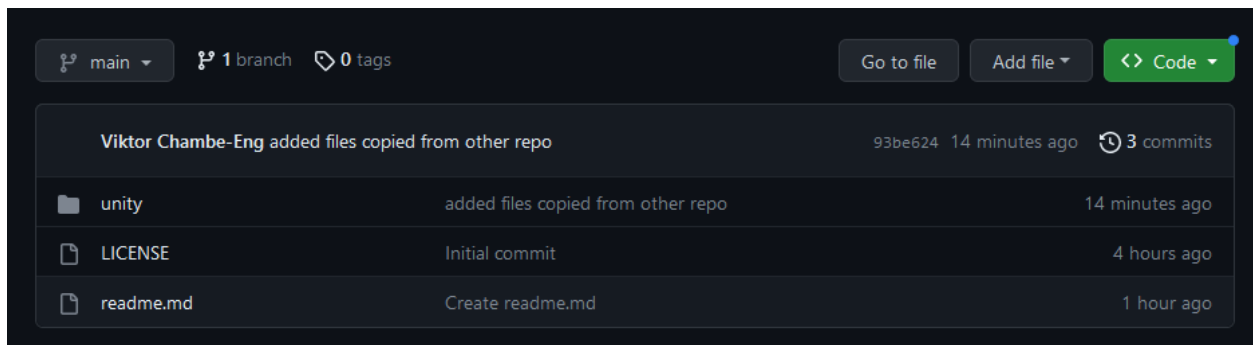 main 1 branch 0 tags Go to file Add file <> Code
Viktor Chambe-Eng added files copied from other repo 93be624 14 minutes ago 3 commits
unity added files copied from other repo 14 minutes ago
LICENSE Initial commit 4 hours ago
readme.md Create readme.md 1 hour ago